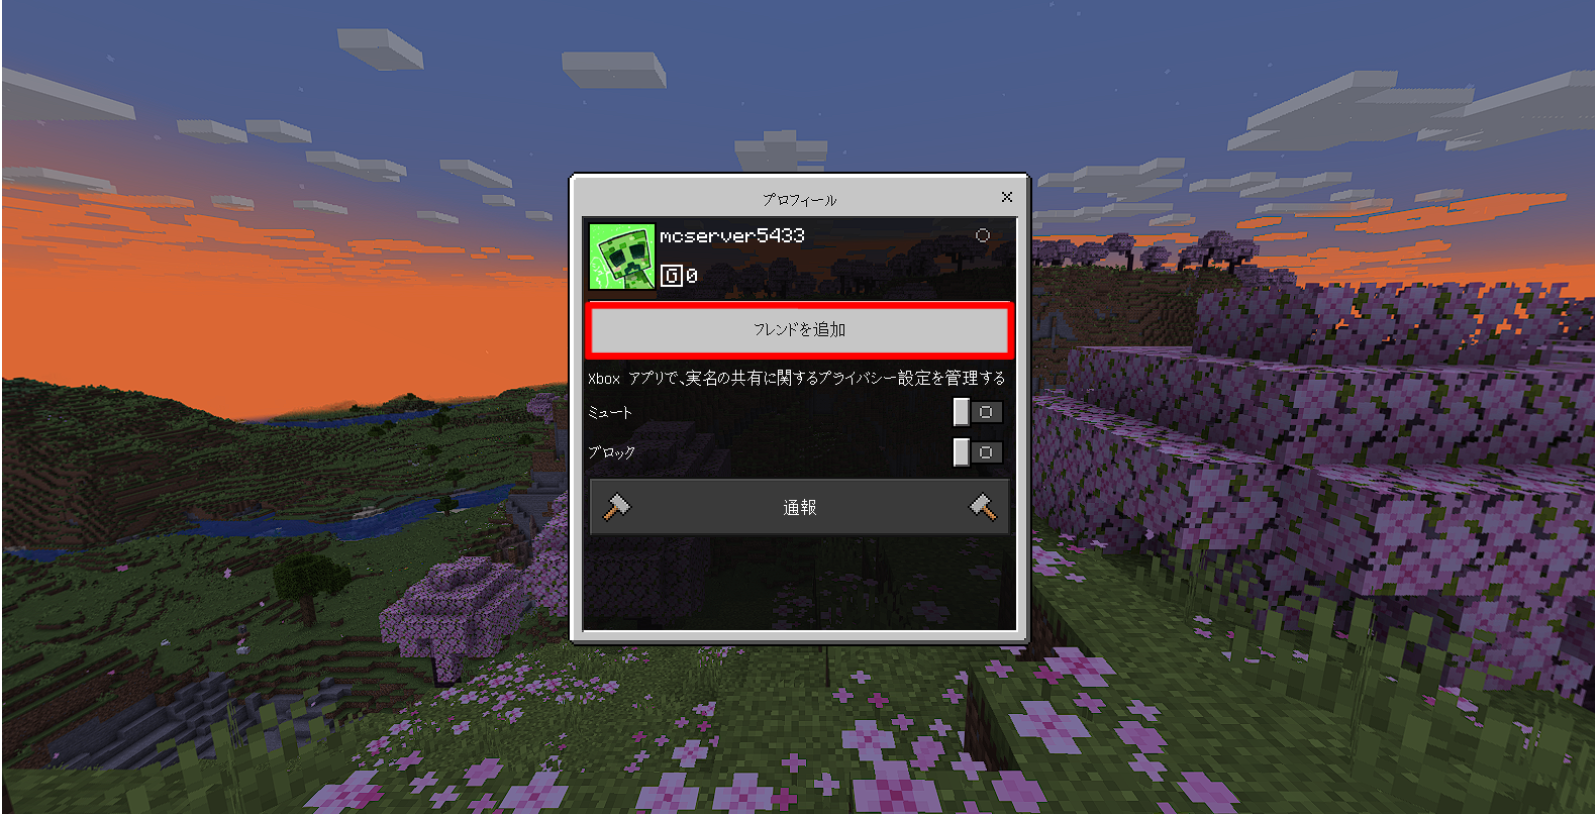 プロフィール
mcserver5433
G 0
フレンドを追加
Xbox アプリで、実名の共有に関するプライバシー設定を管理する
ミュート
ブロック
通報